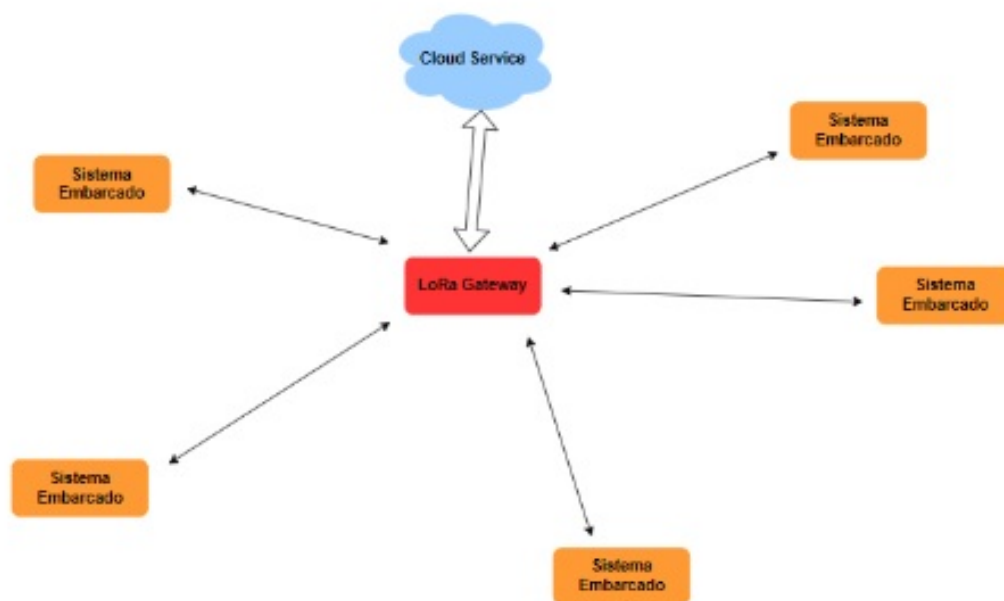 Cloud Service
Sistema
Embarcado
Sistema
Embarcado
LoRa Gateway
Sistema
Embarcado
Sistema
Embarcado
Sistema
Embarcado